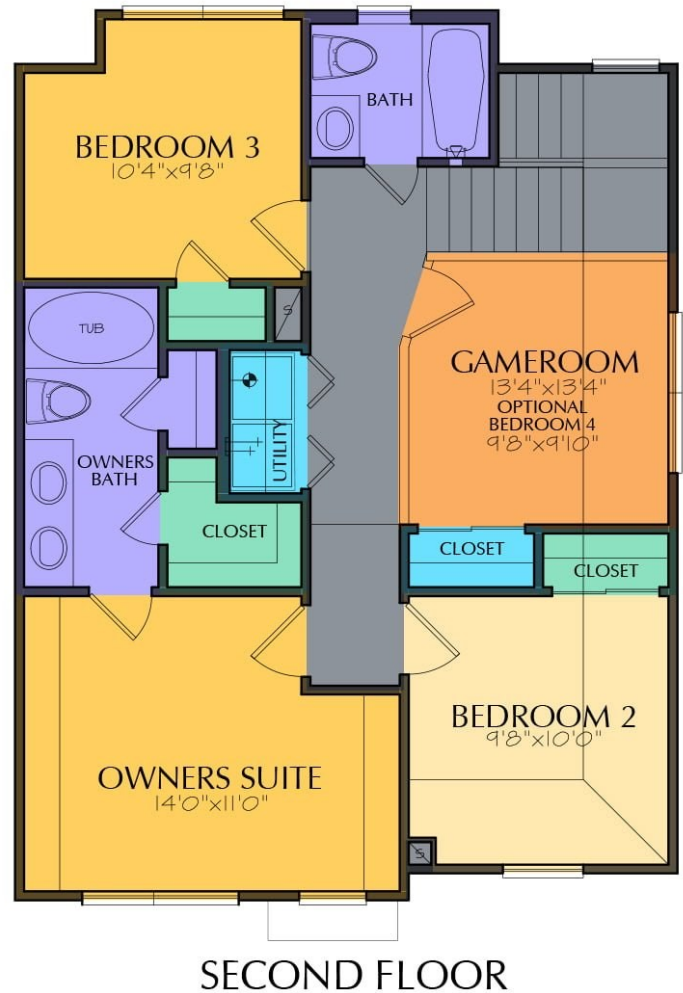 BATH
BEDROOM 3
10'4"x9'8"
S
TUB
GAMEROOM
13'4"x13'4"
OPTIONAL
BEDROOM 4
9'8"x9'10"
UTILITY
OWNERS
BATH
CLOSET
CLOSET
CLOSET
BEDROOM 2
9'8"x10'0"
OWNERS SUITE
14'0"x11'0"
S
SECOND FLOOR